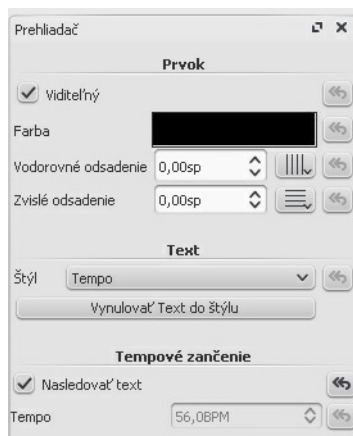 Prehliadač
Prvok
Viditeľný
Farba
Vodorovné odsadenie 0,00sp
Zvislé odsadenie 0,00sp
Text
Štýl Tempo
Vynulovať Text do štýlu
Tempové zančenie
Nasledovať text
Tempo 56,0BPM